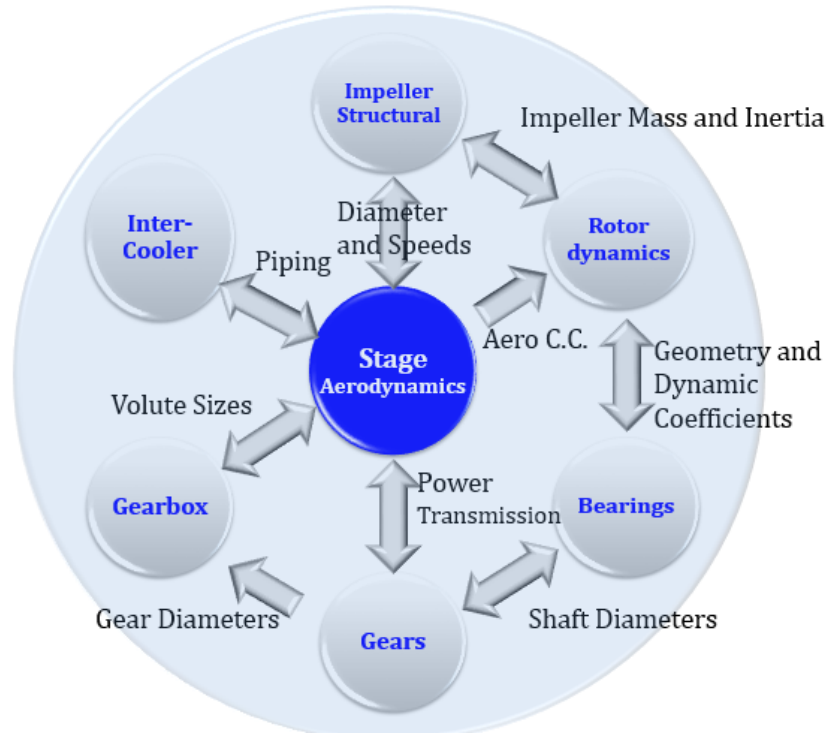 Impeller
Structural
Impeller Mass and Inertia
Inter-
Cooler
Diameter
and Speeds
Rotor
dynamics
Piping
Aero C.C.
Stage
Aerodynamics
Geometry and
Dynamic
Coefficients
Volute Sizes
Gearbox
Power
Transmission
Bearings
Gear Diameters
Gears
Shaft Diameters